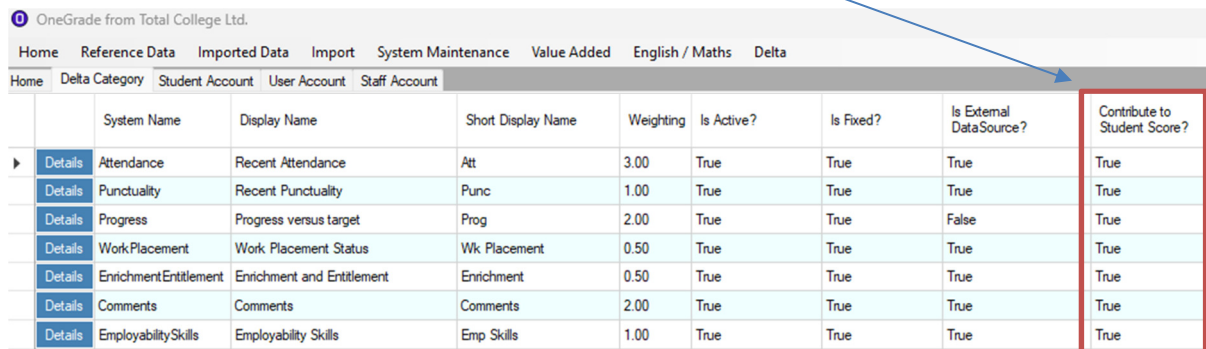 OneGrade from Total College Ltd.
Home Reference Data Imported Data Import System Maintenance Value Added English / Maths Delta
Home Delta Category Student Account User Account Staff Account
System Name Display Name Short Display Name Weighting Is Active? Is Fixed? Is External DataSource? Contribute to Student Score?
Details Attendance Recent Attendance Att 3.00 True True True True
Details Punctuality Recent Punctuality Punc 1.00 True True True True
Details Progress Progress versus target Prog 2.00 True True False True
Details WorkPlacement Work Placement Status Wk Placement 0.50 True True True True
Details EnrichmentEntitlement Enrichment and Entitlement Enrichment 0.50 True True True True
Details Comments Comments Comments 2.00 True True True True
Details EmployabilitySkills Employability Skills Emp Skills 1.00 True True True True